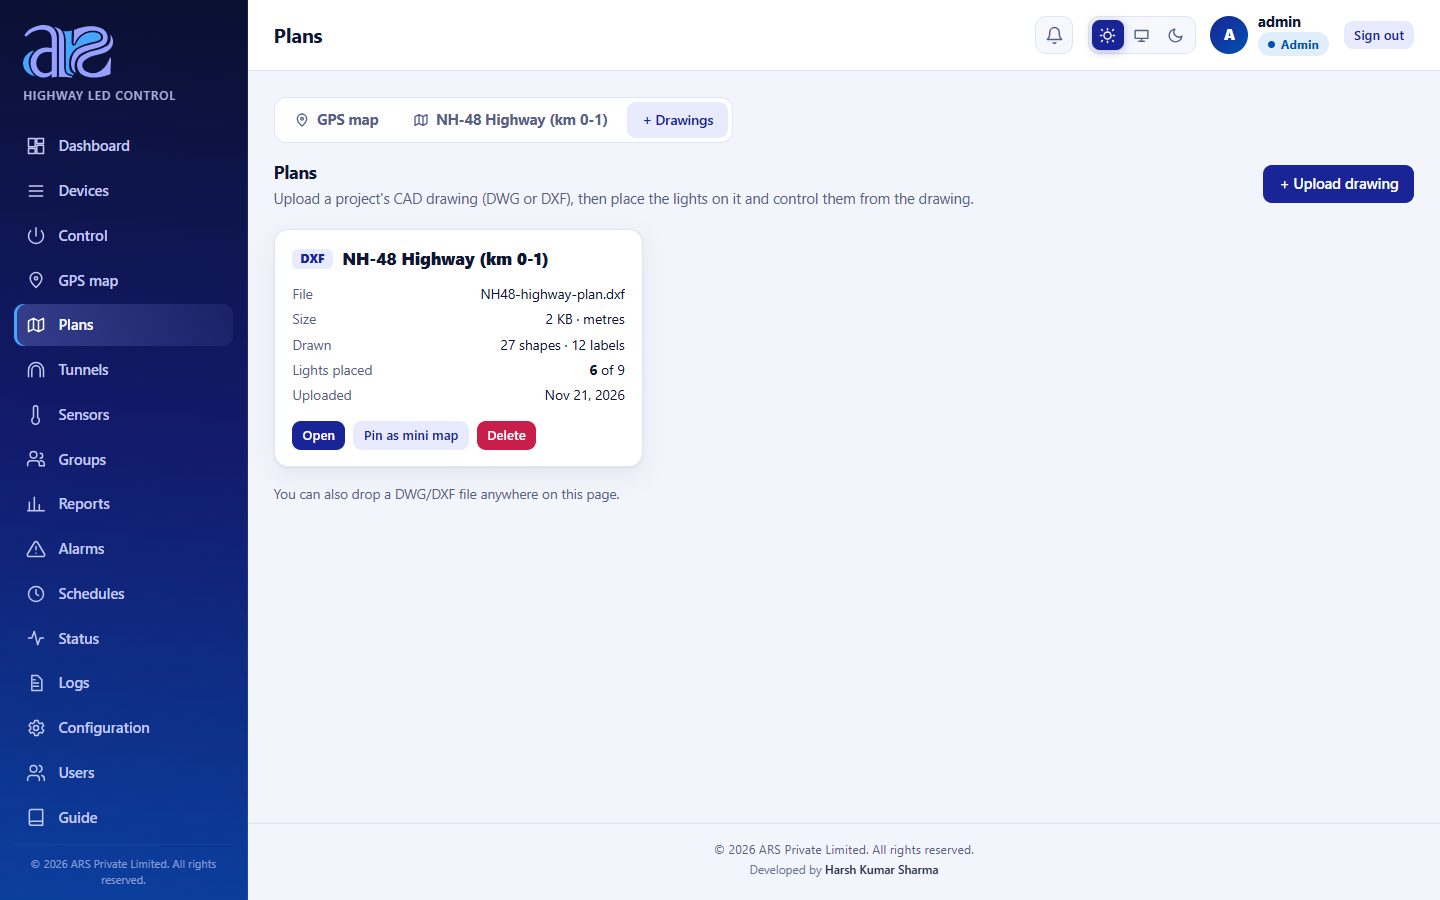 ars
HIGHWAY LED CONTROL
Dashboard
Devices
Control
GPS map
Plans
Tunnels
Sensors
Groups
Reports
Alarms
Schedules
Status
Logs
Configuration
Users
Guide
© 2026 ARS Private Limited. All rights
reserved.
Plans
A
admin
Admin
Sign out
GPS map
NH-48 Highway (km 0-1)
+ Drawings
Plans
Upload a project's CAD drawing (DWG or DXF), then place the lights on it and control them from the drawing.
+ Upload drawing
DXF NH-48 Highway (km 0-1)
File NH48-highway-plan.dxf
Size 2 KB · metres
Drawn 27 shapes · 12 labels
Lights placed 6 of 9
Uploaded Nov 21, 2026
Open Pin as mini map Delete
You can also drop a DWG/DXF file anywhere on this page.
© 2026 ARS Private Limited. All rights reserved.
Developed by Harsh Kumar Sharma